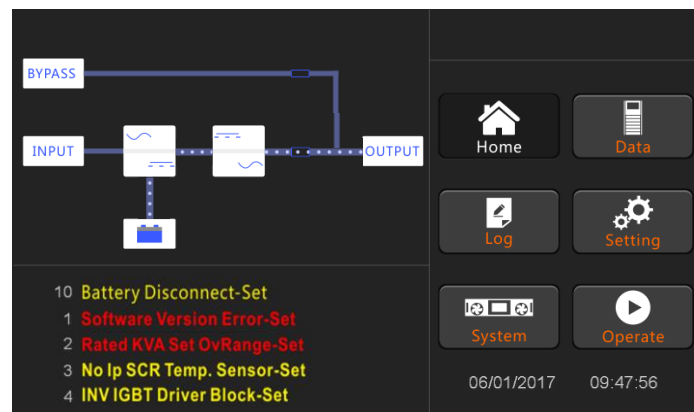 BYPASS
INPUT
OUTPUT
10 Battery Disconnect-Set
1 Software Version Error-Set
2 Rated KVA Set OvRange-Set
3 No Ip SCR Temp. Sensor-Set
4 INV IGBT Driver Block-Set
Home
Data
Log
Setting
System
Operate
06/01/2017 09:47:56